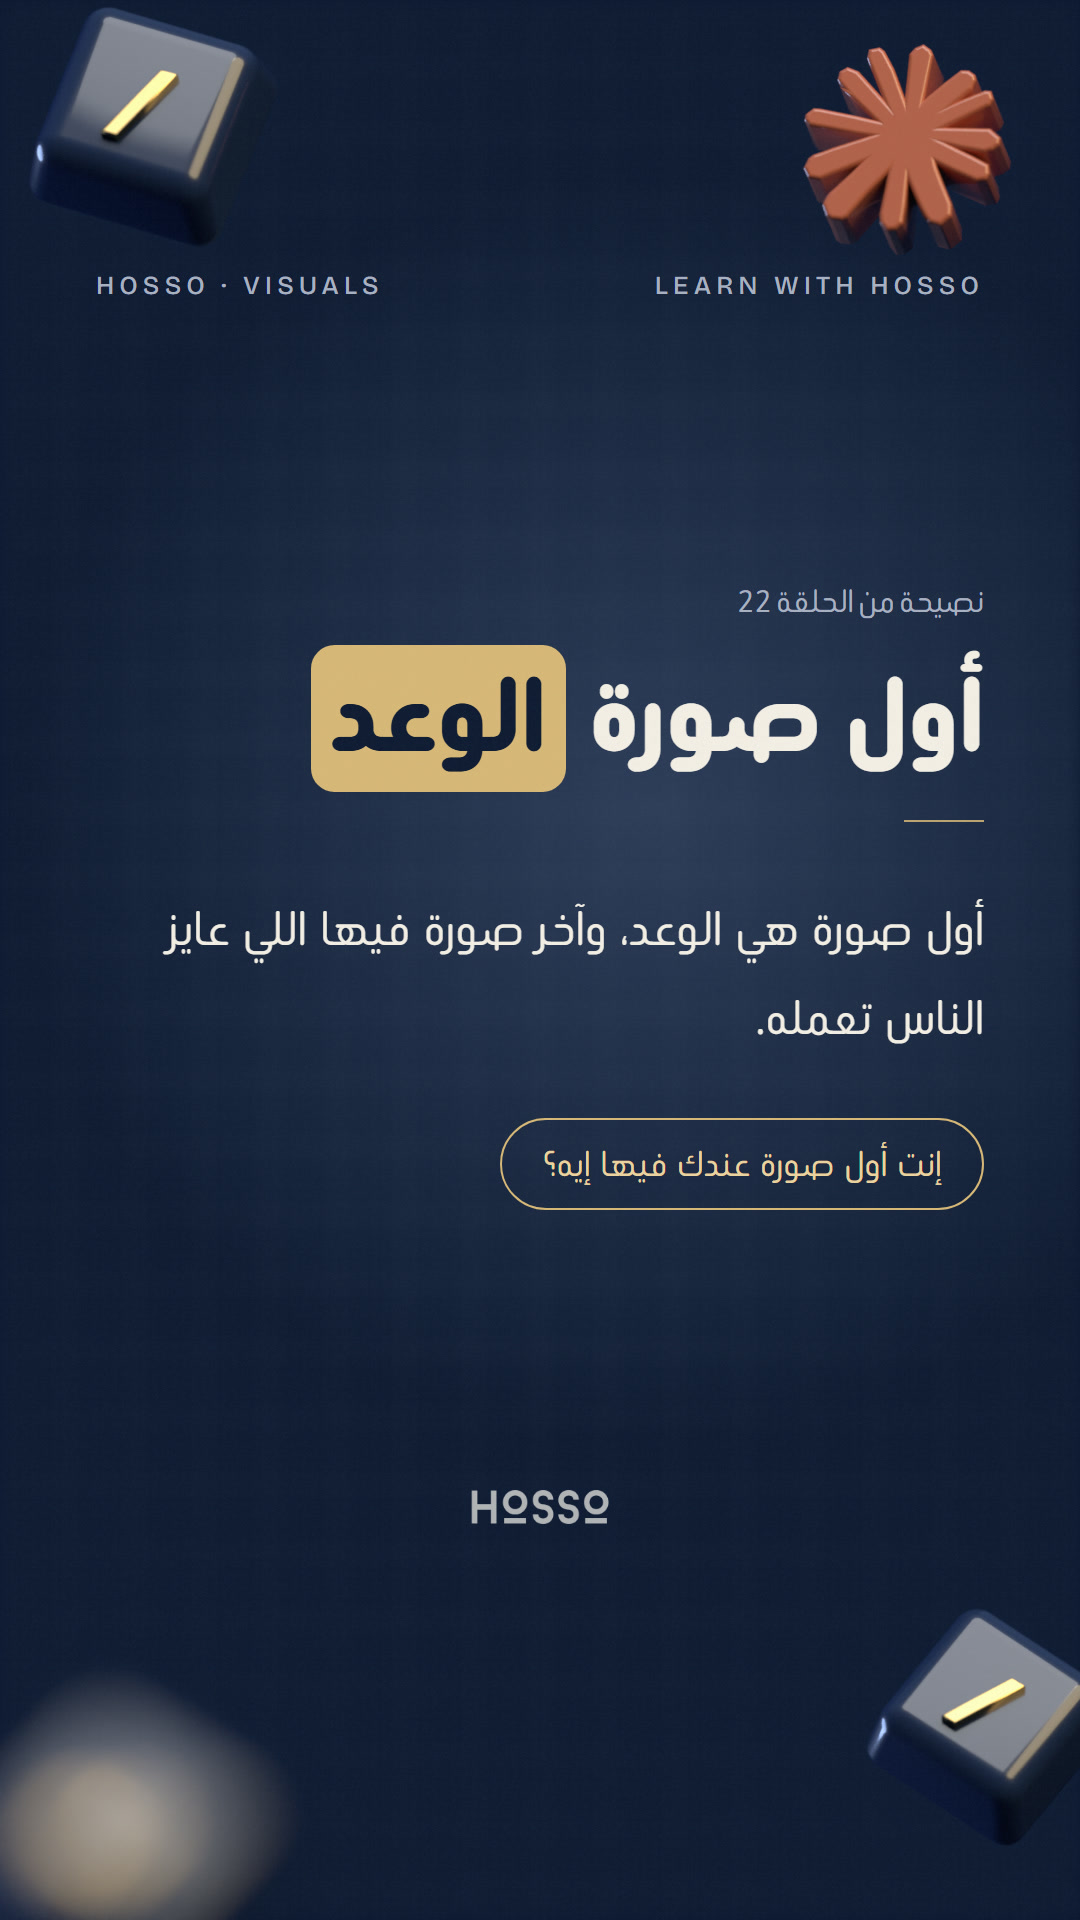 HOSSO · VISUALS
LEARN WITH HOSSO
نصيحة من الحلقة 22
أول صورة الوعد
أول صورة هي الوعد، وآخر صورة فيها اللي عايز
الناس تعمله.
إنت أول صورة عندك فيها إيه؟
HOSSO